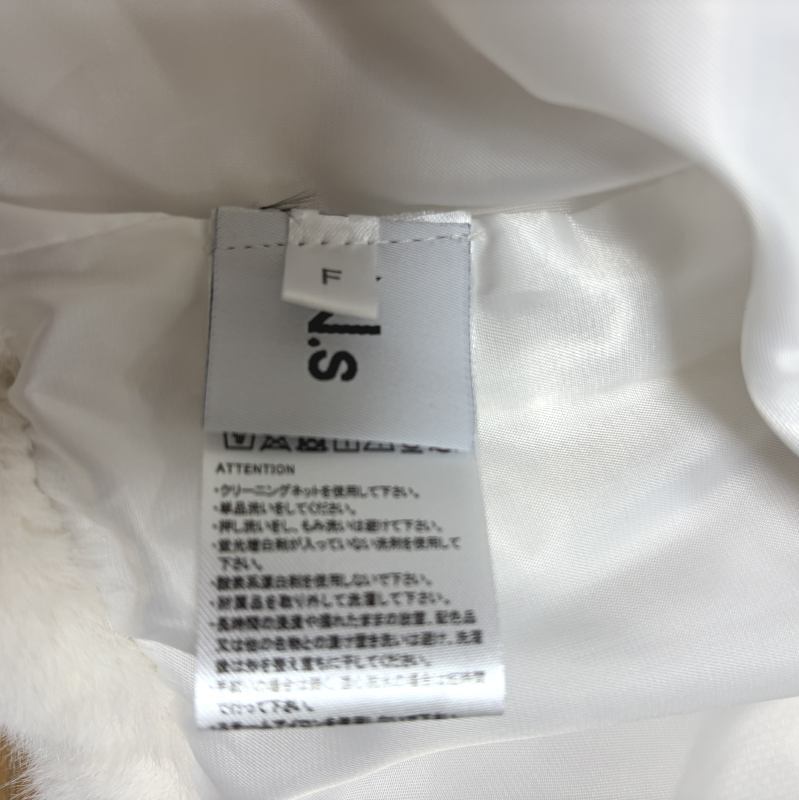 F
N.S
ATTENTION
・クリーニングネットを使用して下さい。
・単品洗いをしてください。
・押し洗いをし、もみ洗いは避けて下さい。
・蛍光増白剤が入っていない洗剤を使用して
下さい。
・酸素系漂白剤を使用しないで下さい。
・付属品を取り外して洗濯して下さい。
・長時間の浸漬や濡れたままの放置、配色品
又は他の衣物との漬け置き洗いは避け、洗濯
後は形を整え直ちに干してください。